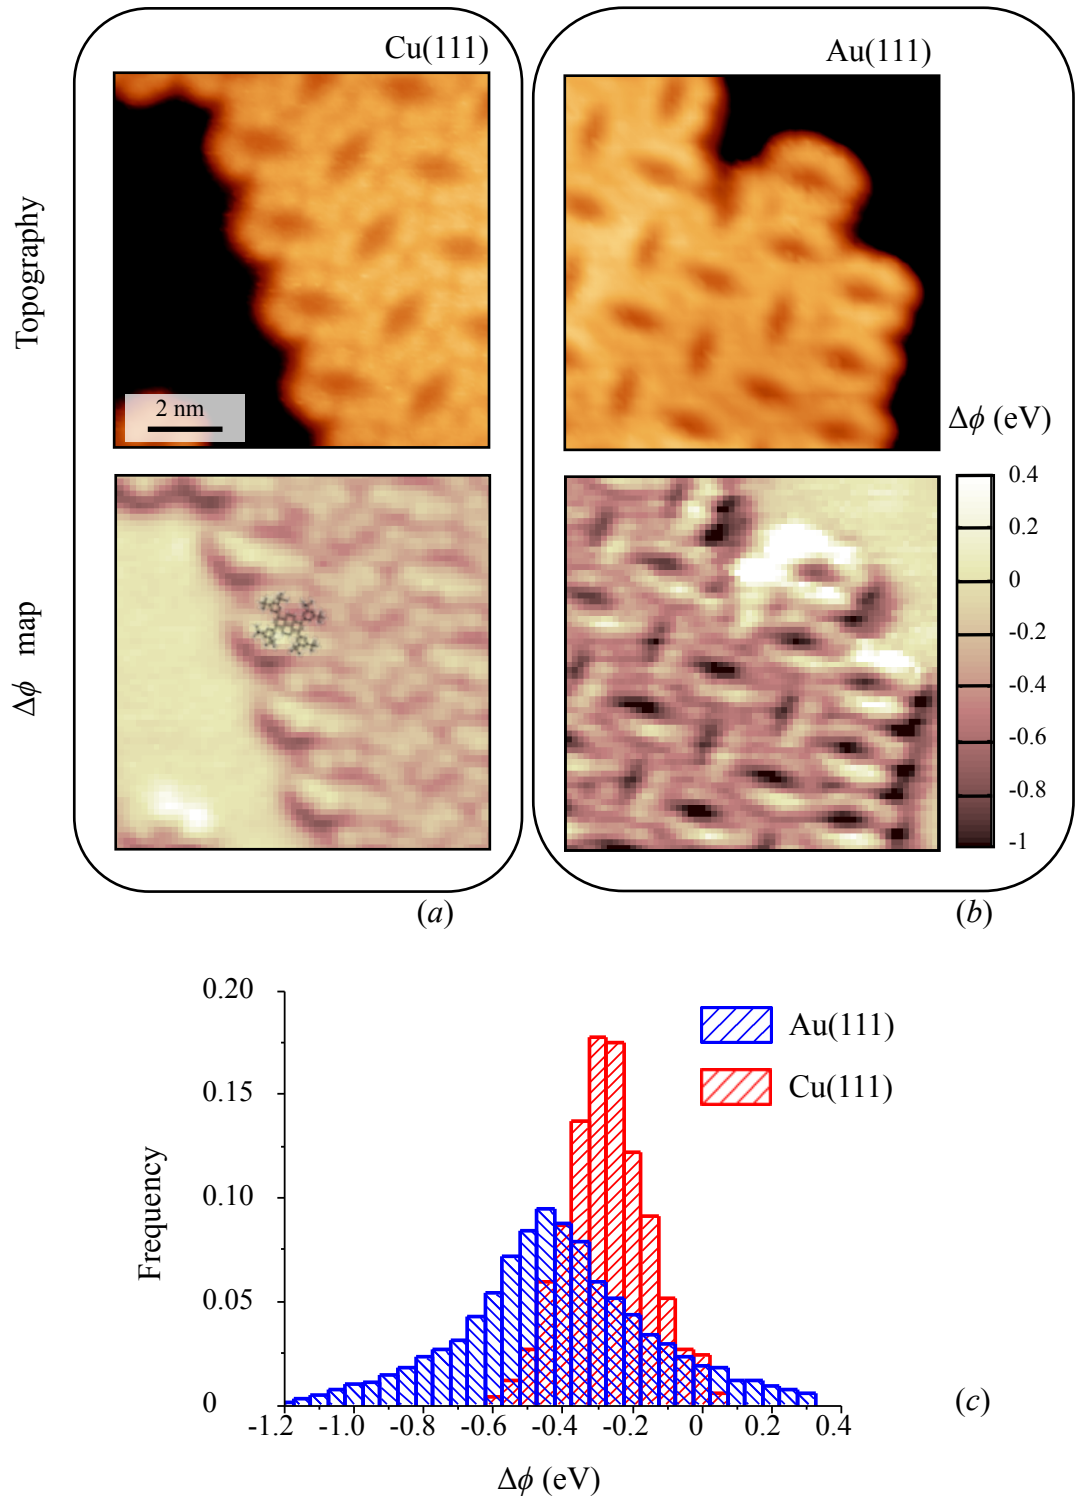 Cu(111)
Au(111)
Topography
2 nm
Δϕ (eV)
Δϕ map
0.4
0.2
0
-0.2
-0.4
-0.6
-0.8
-1
(a)
(b)
0.20
0.15
0.10
0.05
0
Frequency
Au(111)
Cu(111)
(c)
-1.2 -1.0 -0.8 -0.6 -0.4 -0.2 0 0.2 0.4
Δϕ (eV)